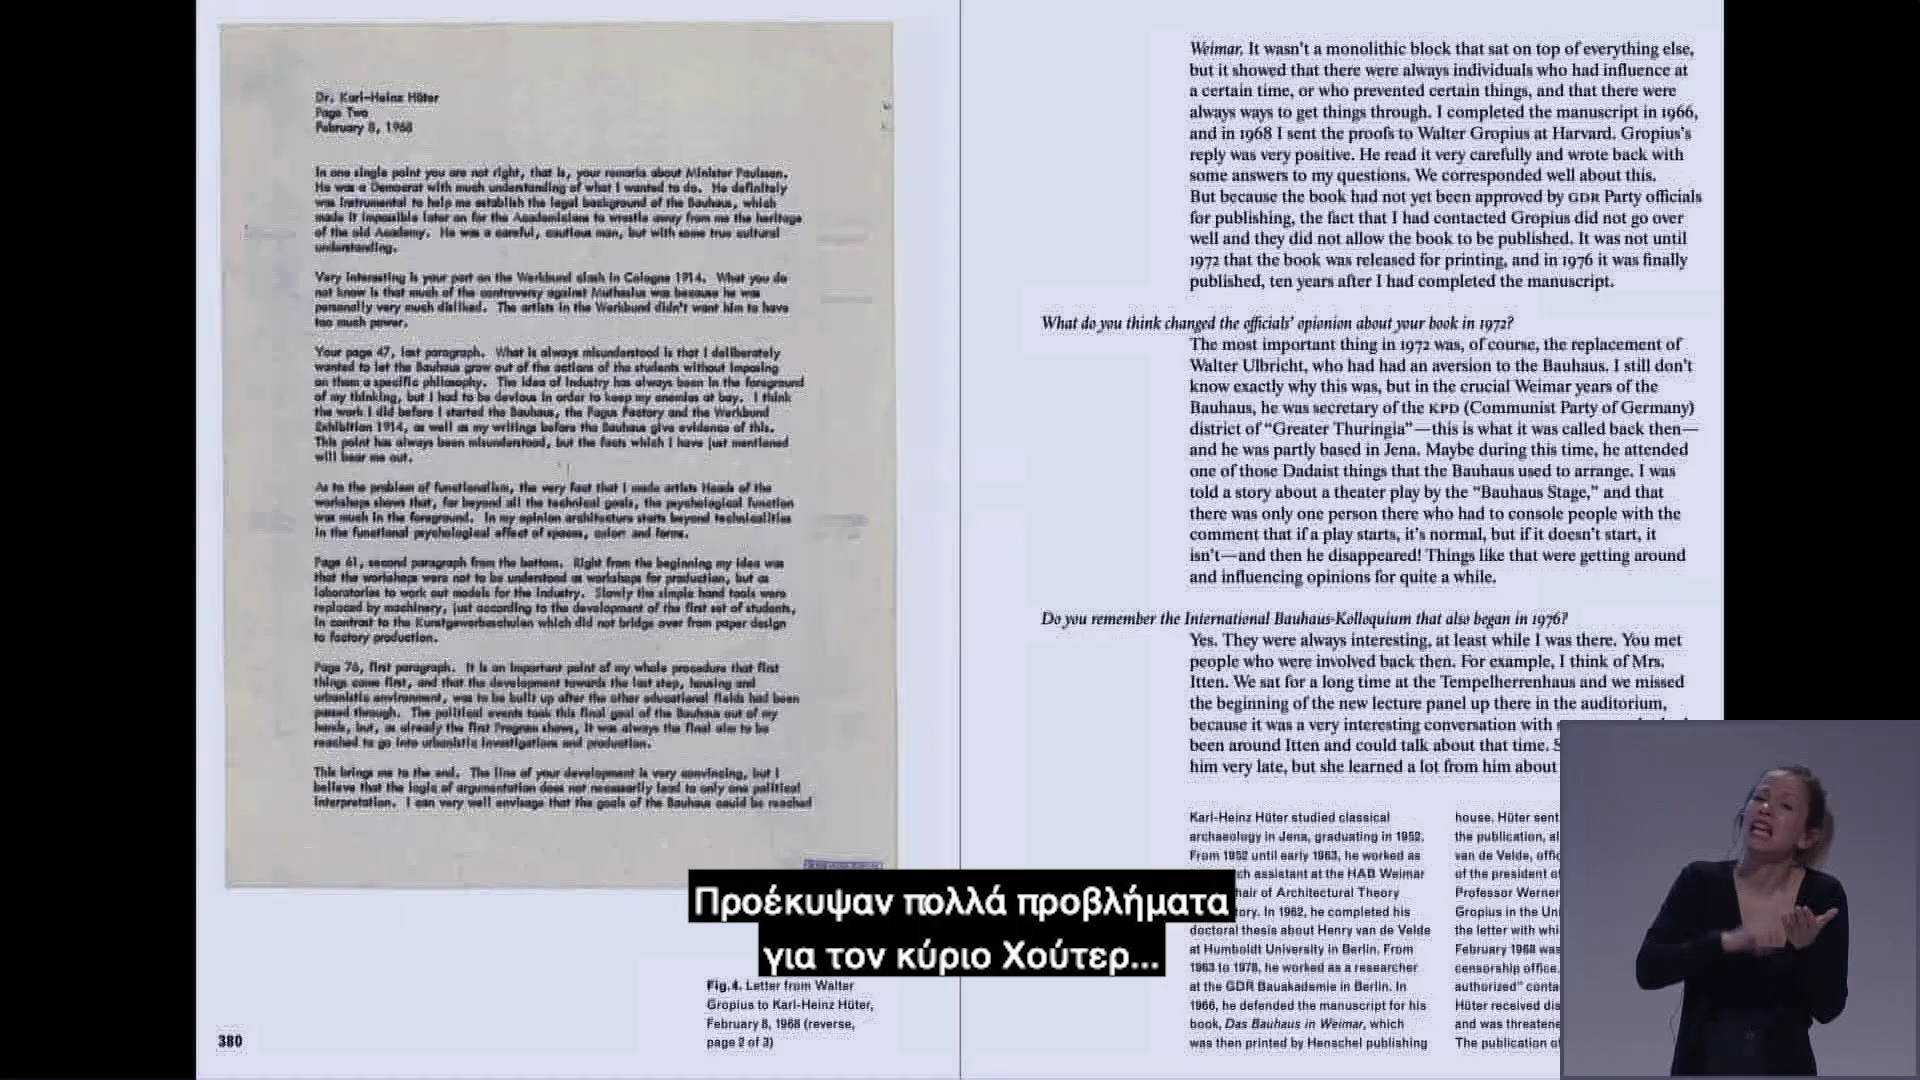 Dr. Karl-Heinz Hüter
Page Two
February 8, 1968
In one single point you are not right, that is, your remarks about Minister Paulssen.
He was a Democrat with much understanding of what I wanted to do. He definitely
was instrumental to help me establish the legal background of the Bauhaus, which
made it impossible later on for the Academicians to wrestle away from me the heritage
of the old Academy. He was a careful, cautious man, but with some true cultural
understanding.
Very interesting is your part on the Werkbund clash in Cologne 1914. What you do
not know is that much of the controversy against Muthesius was because he was
personally very much disliked. The artists in the Werkbund didn't want him to have
too much power.
Your page 47, last paragraph. What is always misunderstood is that I deliberately
wanted to let the Bauhaus grow out of the actions of the students without imposing
on them a specific philosophy. The idea of industry has always been in the foreground
of my thinking, but I had to be devious in order to keep my enemies at bay. I think
the work I did before I started the Bauhaus, the Fagus Factory and the Werkbund
Exhibition 1914, as well as my writings before the Bauhaus give evidence of this.
This point has always been misunderstood, but the facts which I have just mentioned
will bear me out.
As to the problem of functionalism, the very fact that I made artists Heads of the
workshops shows that, far beyond all the technical goals, the psychological function
was much in the foreground. In my opinion architecture starts beyond technicalities
in the functional psychological effect of spaces, color and forms.
Page 61, second paragraph from the bottom. Right from the beginning my idea was
that the workshops were not to be understood as workshops for production, but as
laboratories to work out models for the industry. Slowly the simple hand tools were
replaced by machinery, just according to the development of the first set of students,
in contrast to the Kunstgewerbeschulen which did not bridge over from paper design
to factory production.
Page 76, first paragraph. It is an important point of my whole procedure that first
things come first, and that the development towards the last step, housing and
urbanistic environment, was to be built up after the other educational fields had been
passed through. The political events took this final goal of the Bauhaus out of my
hands, but, as already the first Program shows, it was always the final aim to be
reached to go into urbanistic investigations and production.
This brings me to the end. The line of your development is very convincing, but I
believe that the logic of argumentation does not necessarily lead to only one political
interpretation. I can very well envisage that the goals of the Bauhaus could be reached
Fig.4. Letter from Walter
Gropius to Karl-Heinz Hüter,
February 8, 1968 (reverse,
page 2 of 3)
380
Weimar. It wasn't a monolithic block that sat on top of everything else,
but it showed that there were always individuals who had influence at
a certain time, or who prevented certain things, and that there were
always ways to get things through. I completed the manuscript in 1966,
and in 1968 I sent the proofs to Walter Gropius at Harvard. Gropius's
reply was very positive. He read it very carefully and wrote back with
some answers to my questions. We corresponded well about this.
But because the book had not yet been approved by GDR Party officials
for publishing, the fact that I had contacted Gropius did not go over
well and they did not allow the book to be published. It was not until
1972 that the book was released for printing, and in 1976 it was finally
published, ten years after I had completed the manuscript.
What do you think changed the officials' opionion about your book in 1972?
The most important thing in 1972 was, of course, the replacement of
Walter Ulbricht, who had had an aversion to the Bauhaus. I still don't
know exactly why this was, but in the crucial Weimar years of the
Bauhaus, he was secretary of the KPD (Communist Party of Germany)
district of "Greater Thuringia"—this is what it was called back then—
and he was partly based in Jena. Maybe during this time, he attended
one of those Dadaist things that the Bauhaus used to arrange. I was
told a story about a theater play by the "Bauhaus Stage," and that
there was only one person there who had to console people with the
comment that if a play starts, it's normal, but if it doesn't start, it
isn't—and then he disappeared! Things like that were getting around
and influencing opinions for quite a while.
Do you remember the International Bauhaus-Kolloquium that also began in 1976?
Yes. They were always interesting, at least while I was there. You met
people who were involved back then. For example, I think of Mrs.
Itten. We sat for a long time at the Tempelherrenhaus and we missed
the beginning of the new lecture panel up there in the auditorium,
because it was a very interesting conversation with
been around Itten and could talk about that time.
him very late, but she learned a lot from him about
Karl-Heinz Hüter studied classical
archaeology in Jena, graduating in 1952.
From 1952 until early 1963, he worked as
assistant at the HAB Weimar
of Architectural Theory
In 1962, he completed his
doctoral thesis about Henry van de Velde
at Humboldt University in Berlin. From
1963 to 1978, he worked as a researcher
at the GDR Bauakademie in Berlin. In
1966, he defended the manuscript for his
book, Das Bauhaus in Weimar, which
was then printed by Henschel publishing
house. Hüter sent
the publication,
van de Velde,
of the president
Professor Werner
Gropius in the
the letter with
February 1968 was
censorship office.
authorized"
Hüter received
and was
The publication
Προέκυψαν πολλά προβλήματα
για τον κύριο Χούτερ...